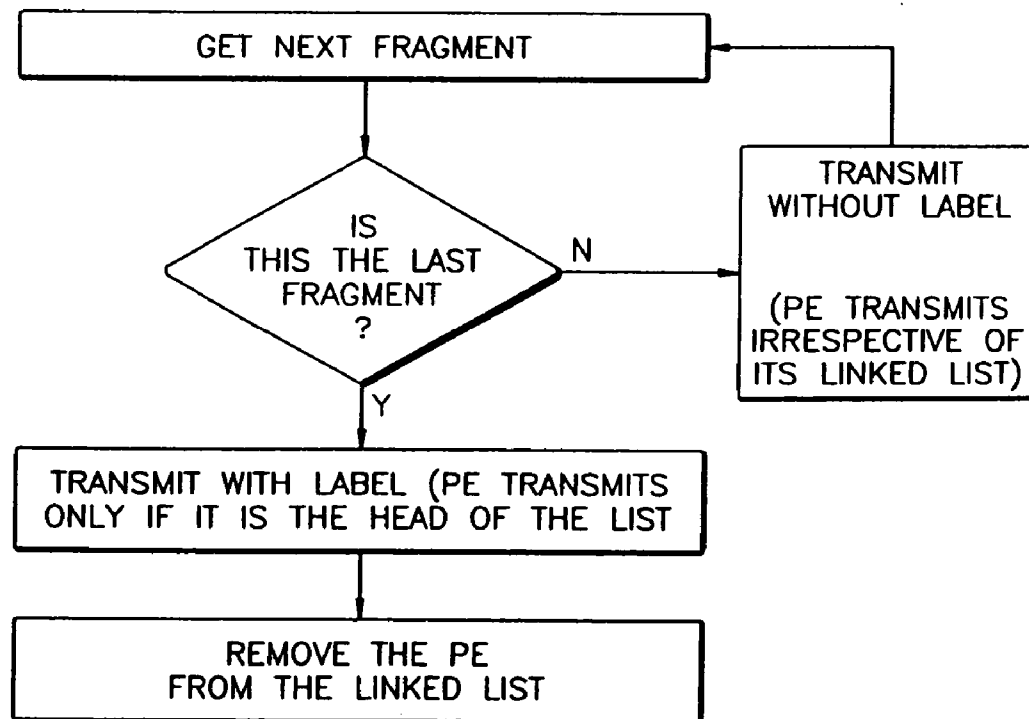 GET NEXT FRAGMENT
IS
THIS THE LAST
FRAGMENT
?
N
TRANSMIT
WITHOUT LABEL
(PE TRANSMITS
IRRESPECTIVE OF
ITS LINKED LIST)
Y
TRANSMIT WITH LABEL (PE TRANSMITS
ONLY IF IT IS THE HEAD OF THE LIST
REMOVE THE PE
FROM THE LINKED LIST